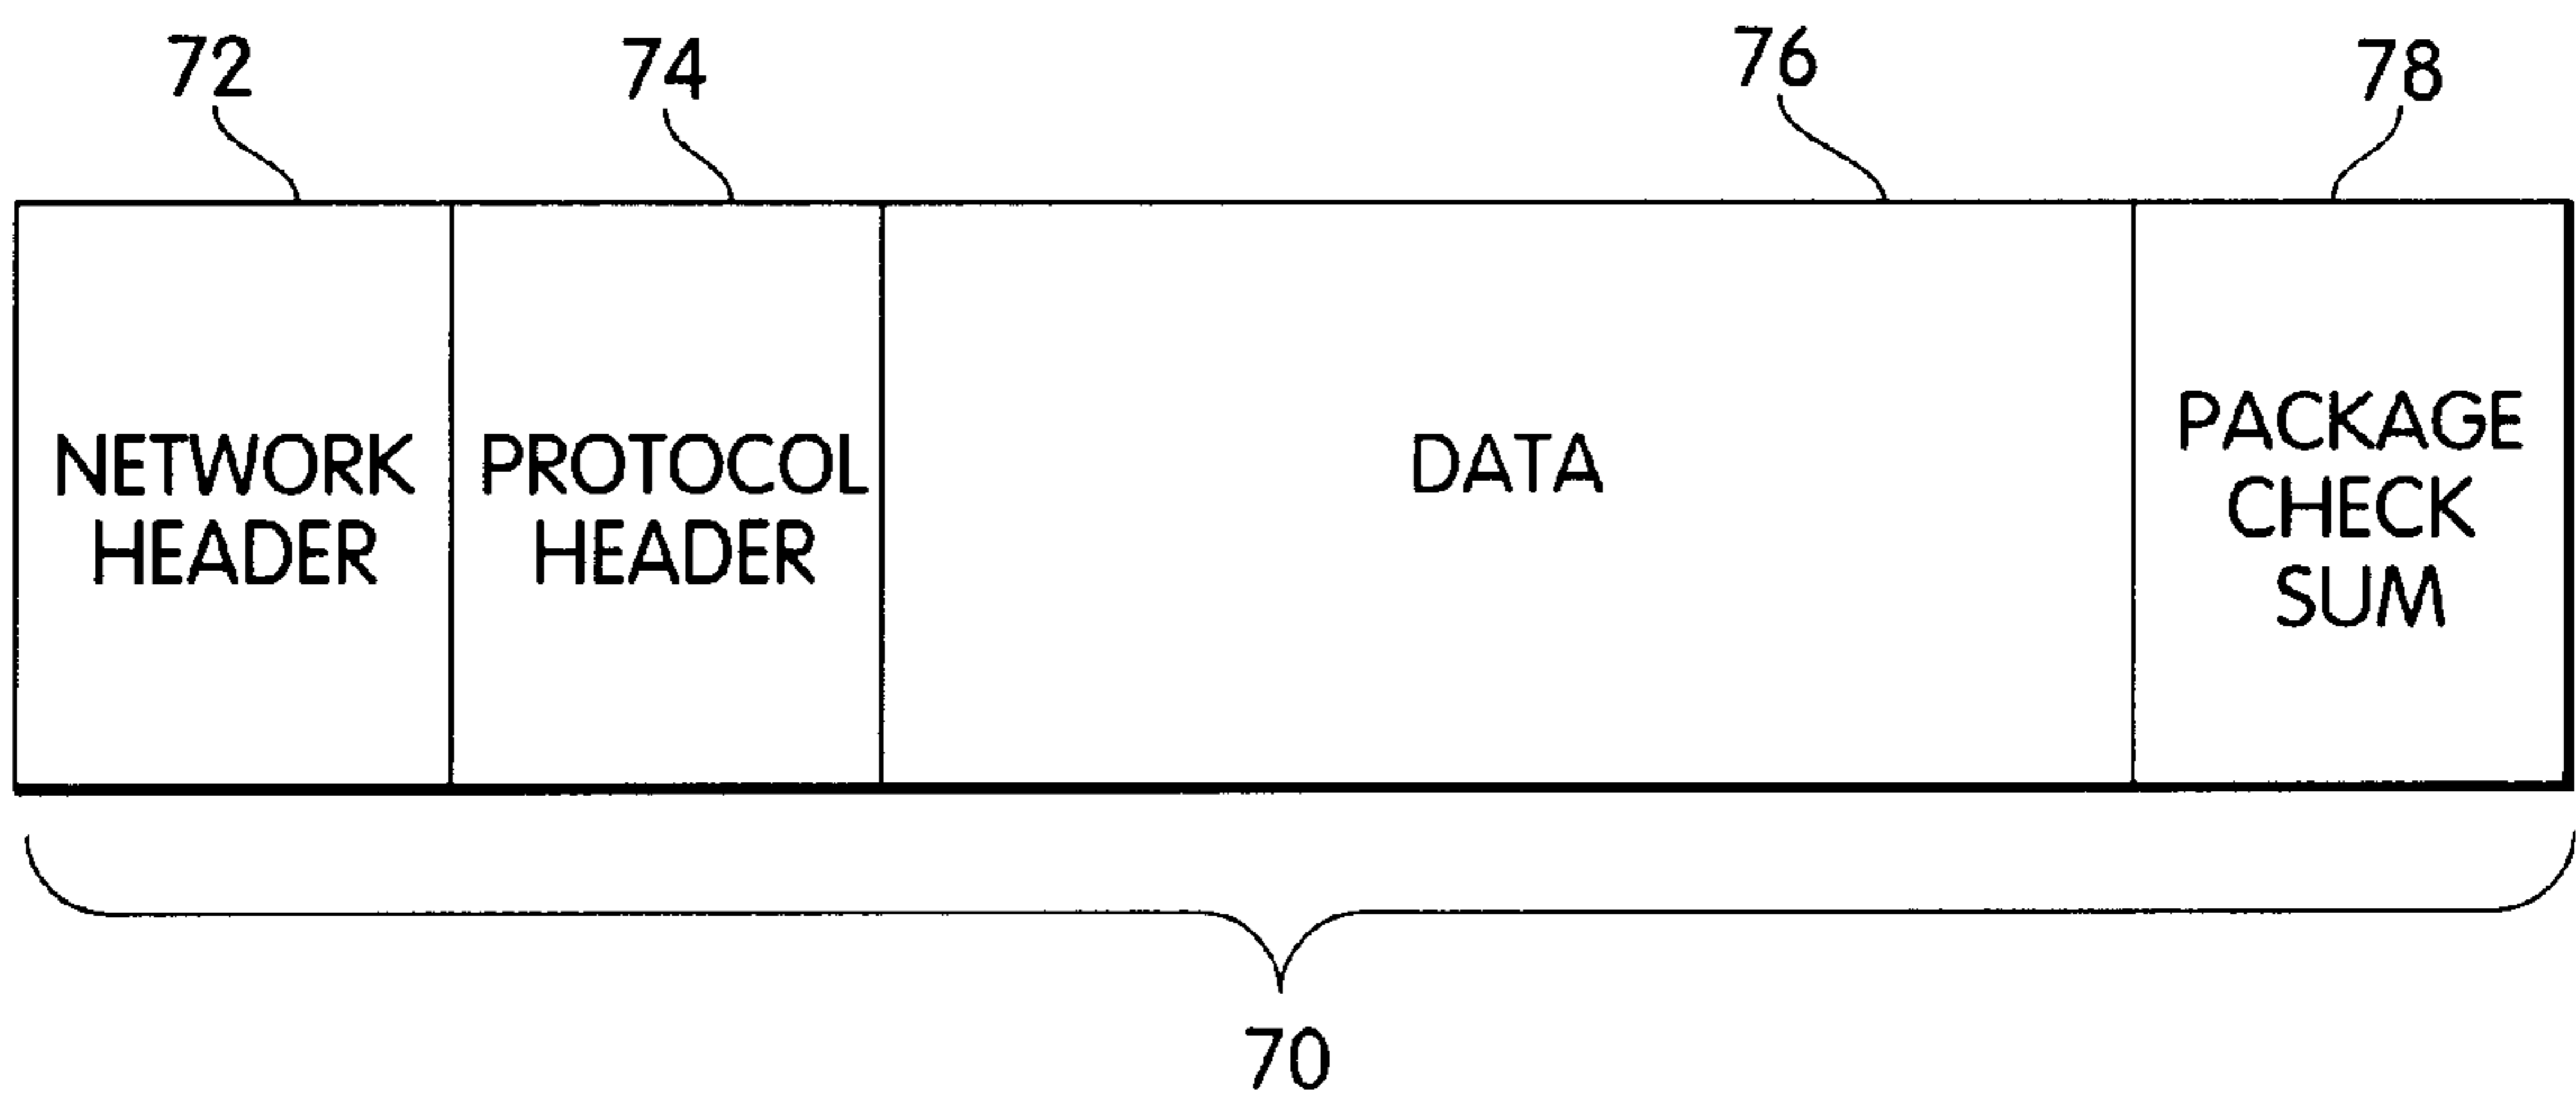 72
74
76
78
NETWORK
HEADER
PROTOCOL
HEADER
DATA
PACKAGE
CHECK
SUM
70